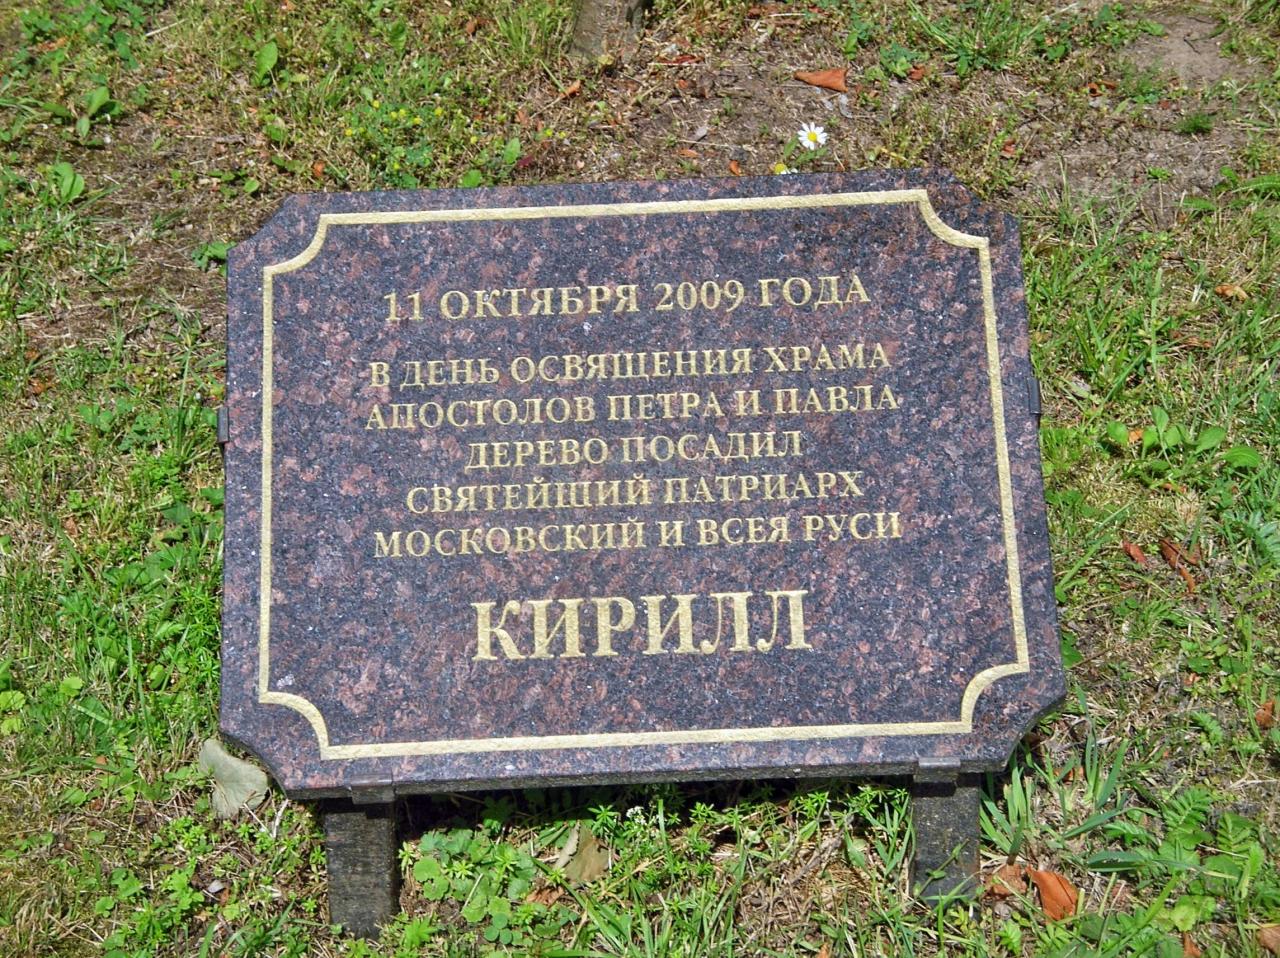 11 ОКТЯБРЯ 2009 ГОДА
В ДЕНЬ ОСВЯЩЕНИЯ ХРАМА
АПОСТОЛОВ ПЕТРА И ПАВЛА
ДЕРЕВО ПОСАДИЛ
СВЯТЕЙШИЙ ПАТРИАРХ
МОСКОВСКИЙ И ВСЕЯ РУСИ
КИРИЛЛ